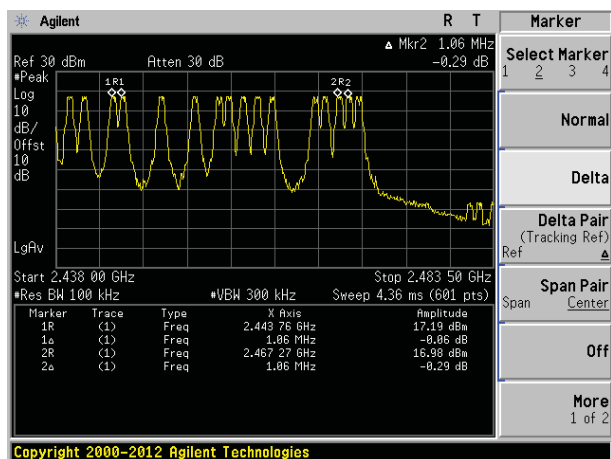 Agilent R T
Marker
▵ Mkr2 1.06 MHz
Ref 30 dBm Atten 30 dB -0.29 dB
#Peak
Log
10
dB/
Offst
10
dB
LgAv
1R1
2R2
Start 2.438 00 GHz Stop 2.483 50 GHz
#Res BW 100 kHz #VBW 300 kHz Sweep 4.36 ms (601 pts)
Marker Trace Type X Axis Amplitude
1R (1) Freq 2.443 76 GHz 17.19 dBm
1▵ (1) Freq 1.06 MHz -0.06 dB
2R (1) Freq 2.467 27 GHz 16.98 dBm
2▵ (1) Freq 1.06 MHz -0.29 dB
Select Marker
1 2 3 4
Normal
Delta
Delta Pair
(Tracking Ref)
Ref ▵
Span Pair
Span Center
Off
More
1 of 2
Copyright 2000-2012 Agilent Technologies